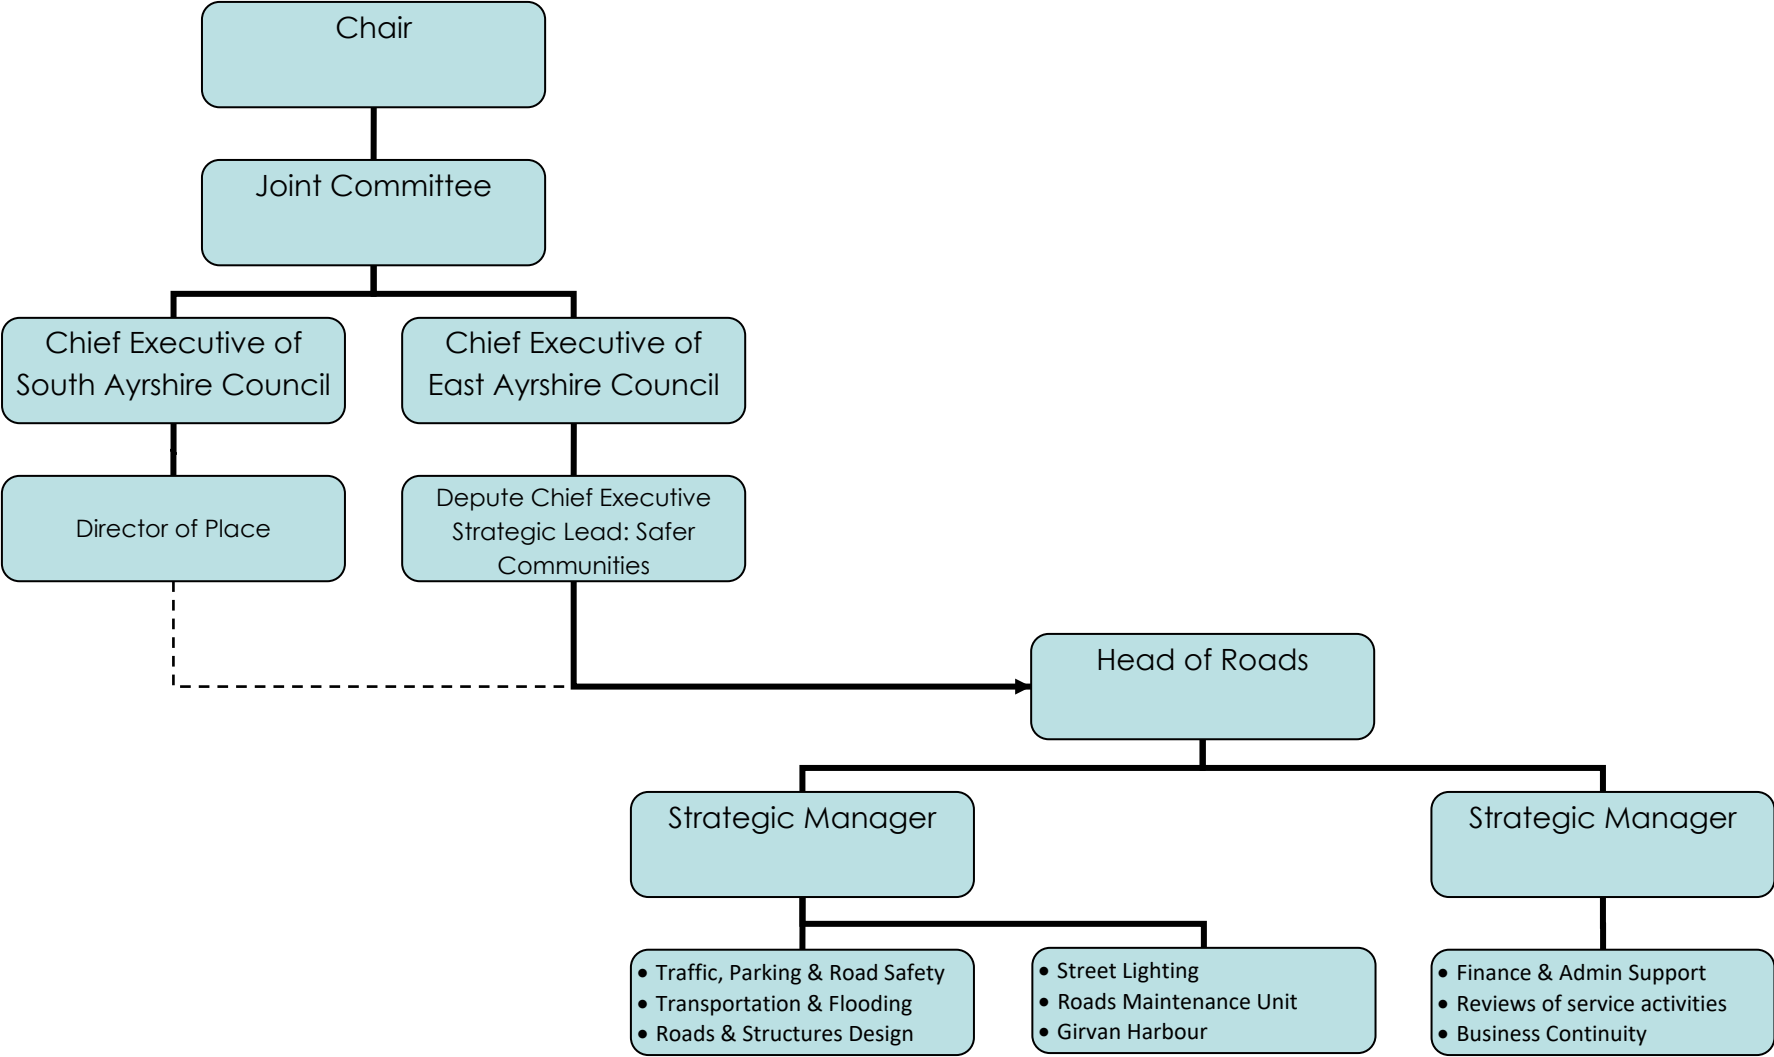 Chair
Joint Committee
Chief Executive of
South Ayrshire Council
Chief Executive of
East Ayrshire Council
Director of Place
Depute Chief Executive
Strategic Lead: Safer
Communities
Head of Roads
Strategic Manager
Strategic Manager
• Traffic, Parking & Road Safety
• Transportation & Flooding
• Roads & Structures Design
• Street Lighting
• Roads Maintenance Unit
• Girvan Harbour
• Finance & Admin Support
• Reviews of service activities
• Business Continuity